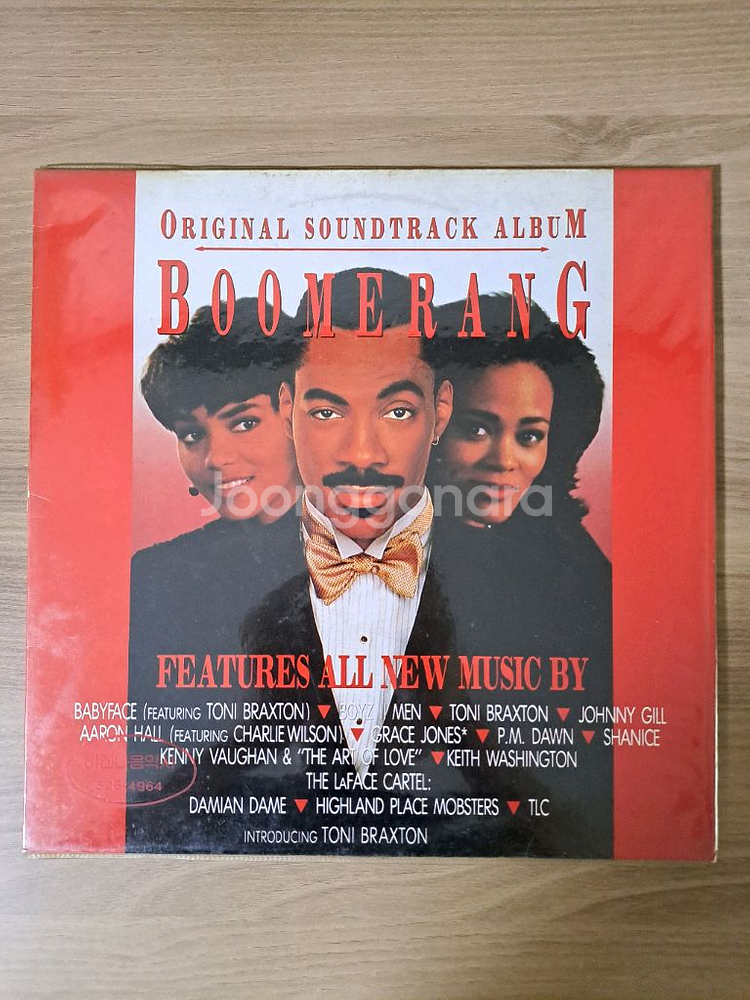 ORIGINAL SOUNDTRACK ALBUM
BOOMERANG
Joonggonara
FEATURES ALL NEW MUSIC BY
BABYFACE (FEATURING TONI BRAXTON) ▼ BOYZ II MEN ▼ TONI BRAXTON ▼ JOHNNY GILL
AARON HALL (FEATURING CHARLIE WILSON) ▼ GRACE JONES* ▼ P.M. DAWN ▼ SHANICE
KENNY VAUGHAN & "THE ART OF LOVE" ▼ KEITH WASHINGTON
THE LAFACE CARTEL:
DAMIAN DAME ▼ HIGHLAND PLACE MOBSTERS ▼ TLC
4964
INTRODUCING TONI BRAXTON